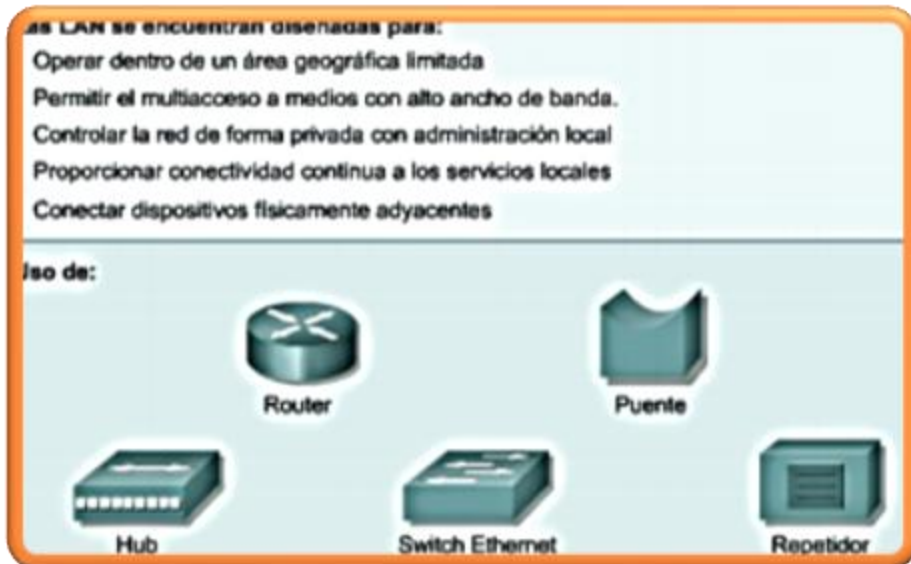 as LAN se encuentran diseñadas para:
Operar dentro de un área geográfica limitada
Permitir el multiacceso a medios con alto ancho de banda.
Controlar la red de forma privada con administración local
Proporcionar conectividad continua a los servicios locales
Conectar dispositivos físicamente adyacentes
Uso de:
Router
Puente
Hub
Switch Ethernet
Repetidor